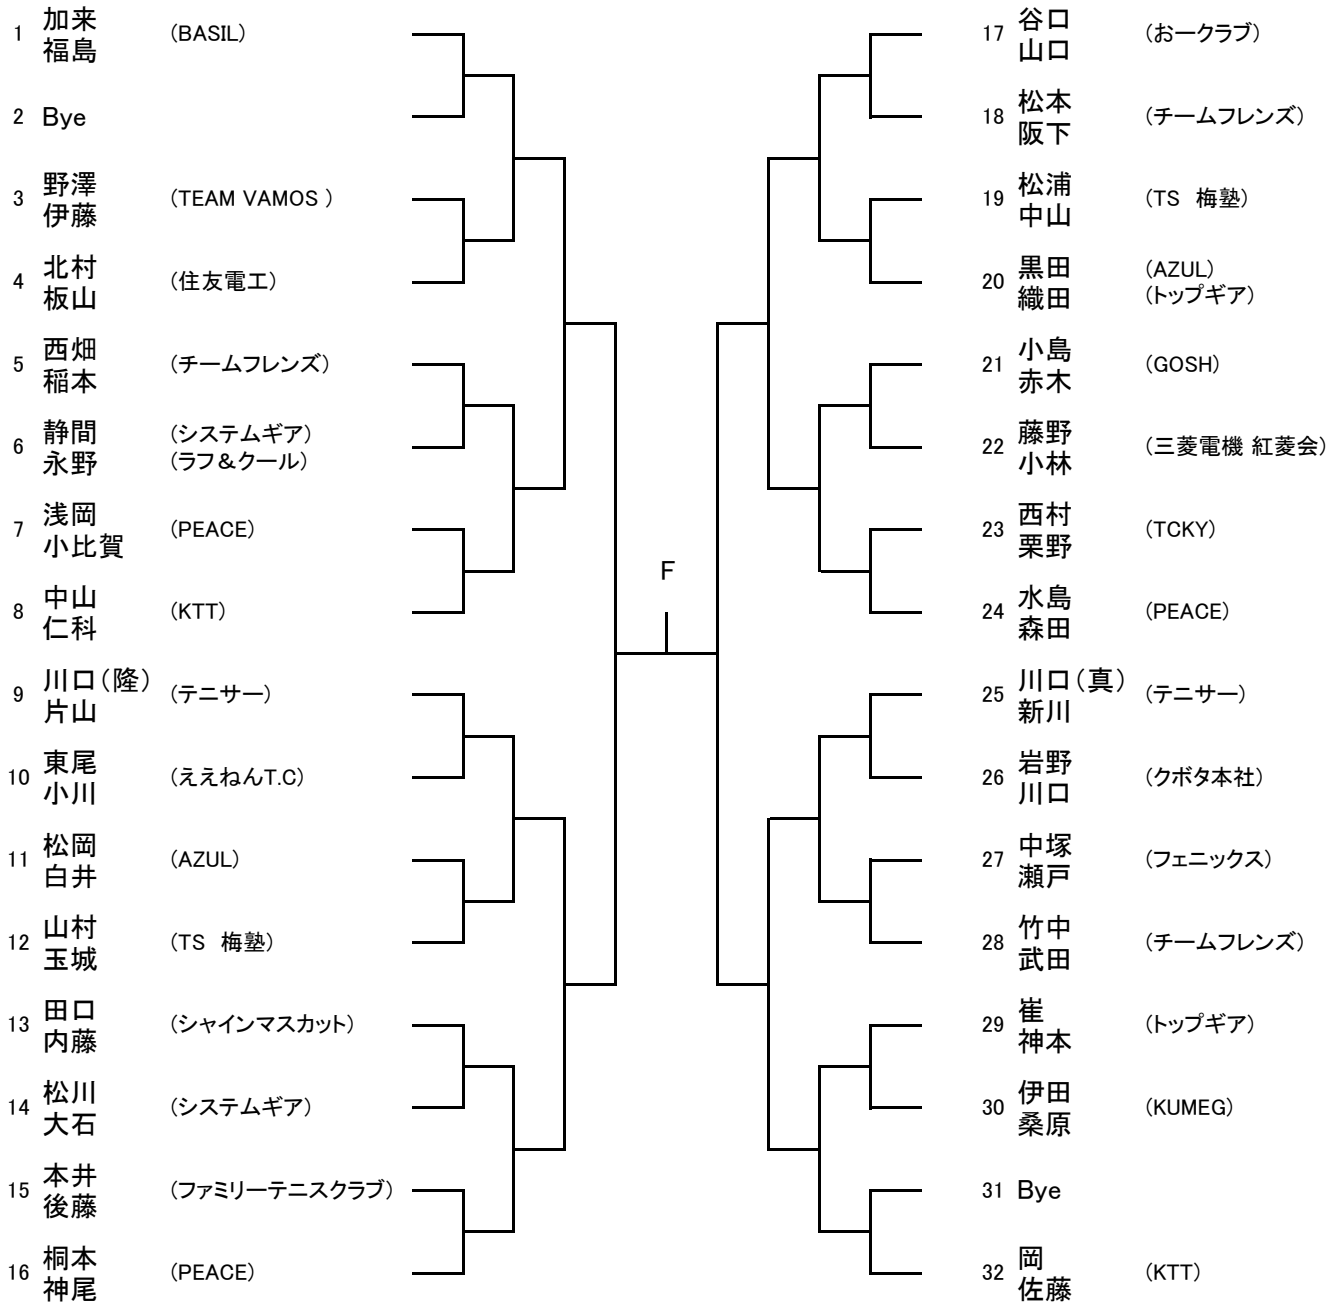 1 加来 (BASIL)
福島
2 Bye
3 野澤 (TEAM VAMOS )
伊藤
4 北村 (住友電工)
板山
5 西畑 (チームフレンズ)
稲本
6 静間 (システムギア)
永野 (ラフ＆クール)
7 浅岡 (PEACE)
小比賀
8 中山 (KTT)
仁科
9 川口（隆） (テニサー)
片山
10 東尾 (ええねんT.C)
小川
11 松岡 (AZUL)
白井
12 山村 (TS　梅塾)
玉城
13 田口 (シャインマスカット)
内藤
14 松川 (システムギア)
大石
15 本井 (ファミリーテニスクラブ)
後藤
16 桐本 (PEACE)
神尾
F
17 谷口 (おークラブ)
山口
18 松本 (チームフレンズ)
阪下
19 松浦 (TS　梅塾)
中山
20 黒田 (AZUL)
織田 (トップギア)
21 小島 (GOSH)
赤木
22 藤野 (三菱電機 紅菱会)
小林
23 西村 (TCKY)
栗野
24 水島 (PEACE)
森田
25 川口（真） (テニサー)
新川
26 岩野 (クボタ本社)
川口
27 中塚 (フェニックス)
瀬戸
28 竹中 (チームフレンズ)
武田
29 崔 (トップギア)
神本
30 伊田 (KUMEG)
桑原
31 Bye
32 岡 (KTT)
佐藤